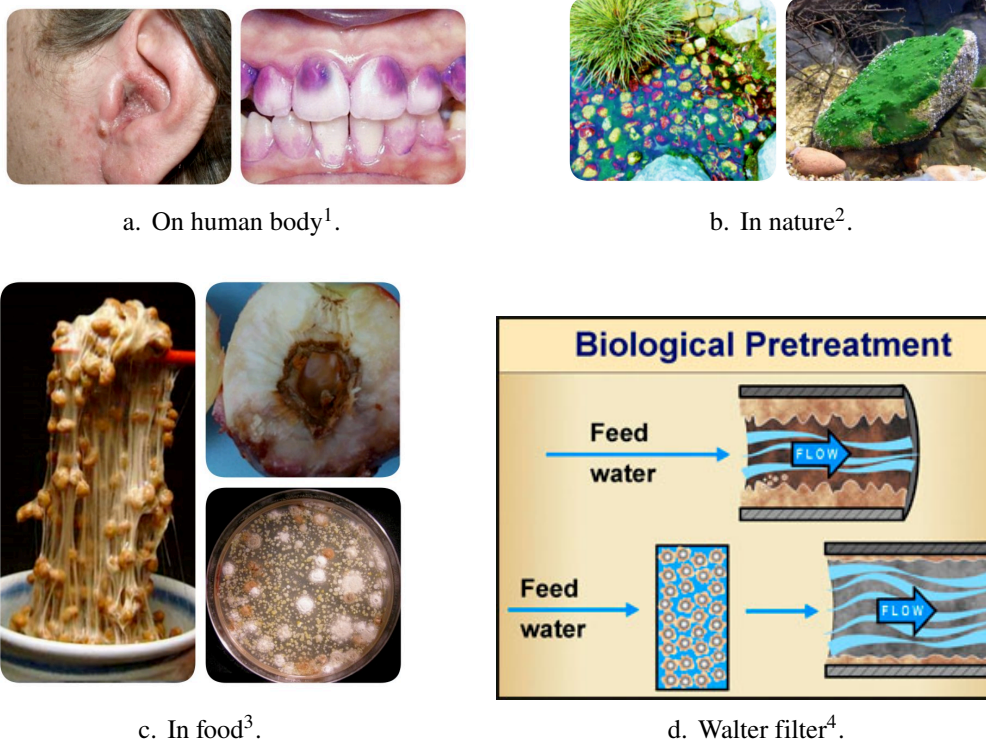 a. On human body¹.
b. In nature².
Biological Pretreatment
Feed
water
FLOW
Feed
water
FLOW
c. In food³.
d. Walter filter⁴.